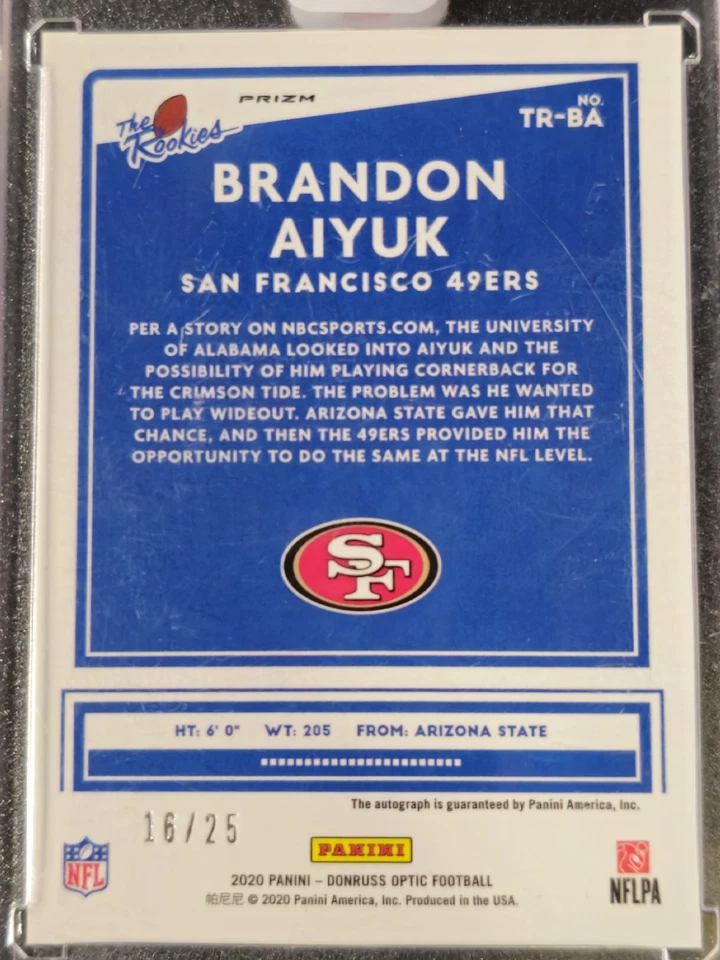 The Rookies
PRIZM
NO.
TR-BA
BRANDON
AIYUK
SAN FRANCISCO 49ERS
PER A STORY ON NBCSPORTS.COM, THE UNIVERSITY
OF ALABAMA LOOKED INTO AIYUK AND THE
POSSIBILITY OF HIM PLAYING CORNERBACK FOR
THE CRIMSON TIDE. THE PROBLEM WAS HE WANTED
TO PLAY WIDEOUT. ARIZONA STATE GAVE HIM THAT
CHANCE, AND THEN THE 49ERS PROVIDED HIM THE
OPPORTUNITY TO DO THE SAME AT THE NFL LEVEL.
SF
HT: 6' 0" WT: 205 FROM: ARIZONA STATE
The autograph is guaranteed by Panini America, Inc.
16/25
NFL
PANINI
NFLPA
2020 PANINI – DONRUSS OPTIC FOOTBALL
帕尼尼 © 2020 Panini America, Inc. Produced in the USA.